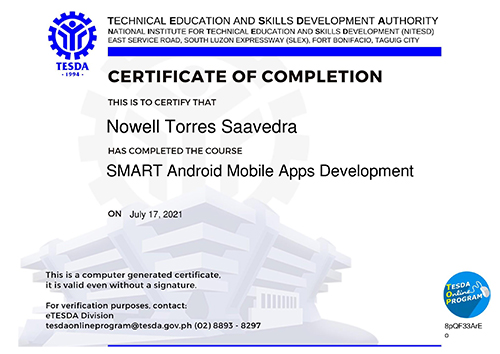 TECHNICAL EDUCATION AND SKILLS DEVELOPMENT AUTHORITY
NATIONAL INSTITUTE FOR TECHNICAL EDUCATION AND SKILLS DEVELOPMENT (NITESD)
EAST SERVICE ROAD, SOUTH LUZON EXPRESSWAY (SLEX), FORT BONIFACIO, TAGUIG CITY
TESDA
• 1994 •
CERTIFICATE OF COMPLETION
THIS IS TO CERTIFY THAT
Nowell Torres Saavedra
HAS COMPLETED THE COURSE
SMART Android Mobile Apps Development
ON July 17, 2021
This is a computer generated certificate,
it is valid even without a signature.
For verification purposes, contact:
eTESDA Division
tesdaonlineprogram@tesda.gov.ph (02) 8893 - 8297
TESDA
Online
PROGRAM
8pQF33ArE
o